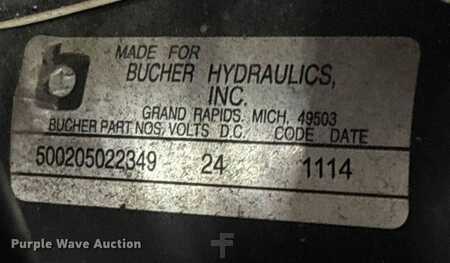 MADE FOR
BUCHER HYDRAULICS,
INC.
GRAND RAPIDS, MICH, 49503
BUCHER PART NOS, VOLTS D.C. CODE DATE
500205022349 24 1114
Purple Wave Auction